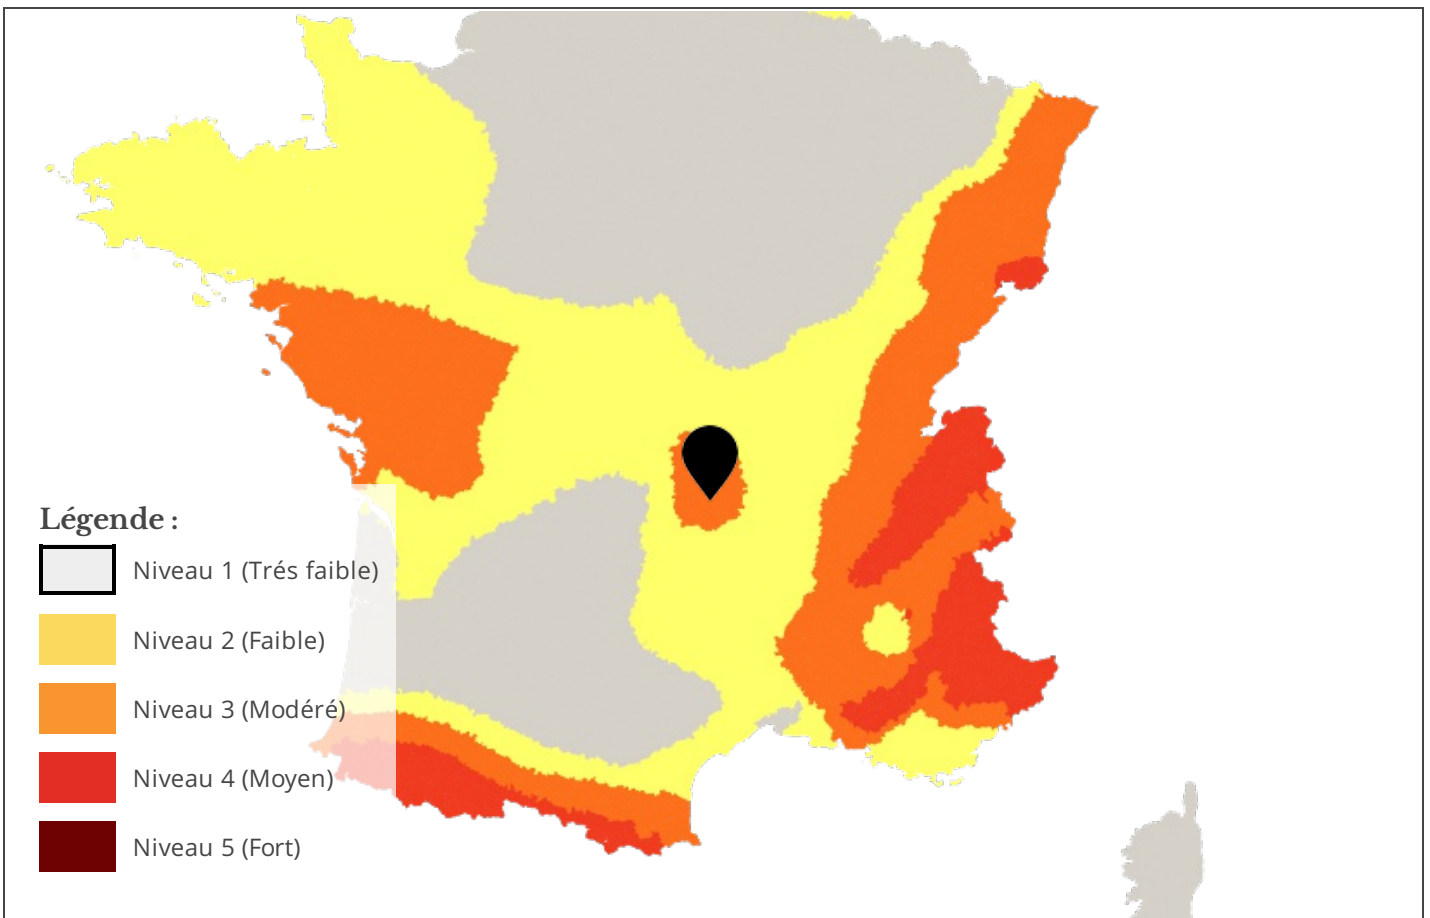 Légende :
Niveau 1 (Trés faible)
Niveau 2 (Faible)
Niveau 3 (Modéré)
Niveau 4 (Moyen)
Niveau 5 (Fort)